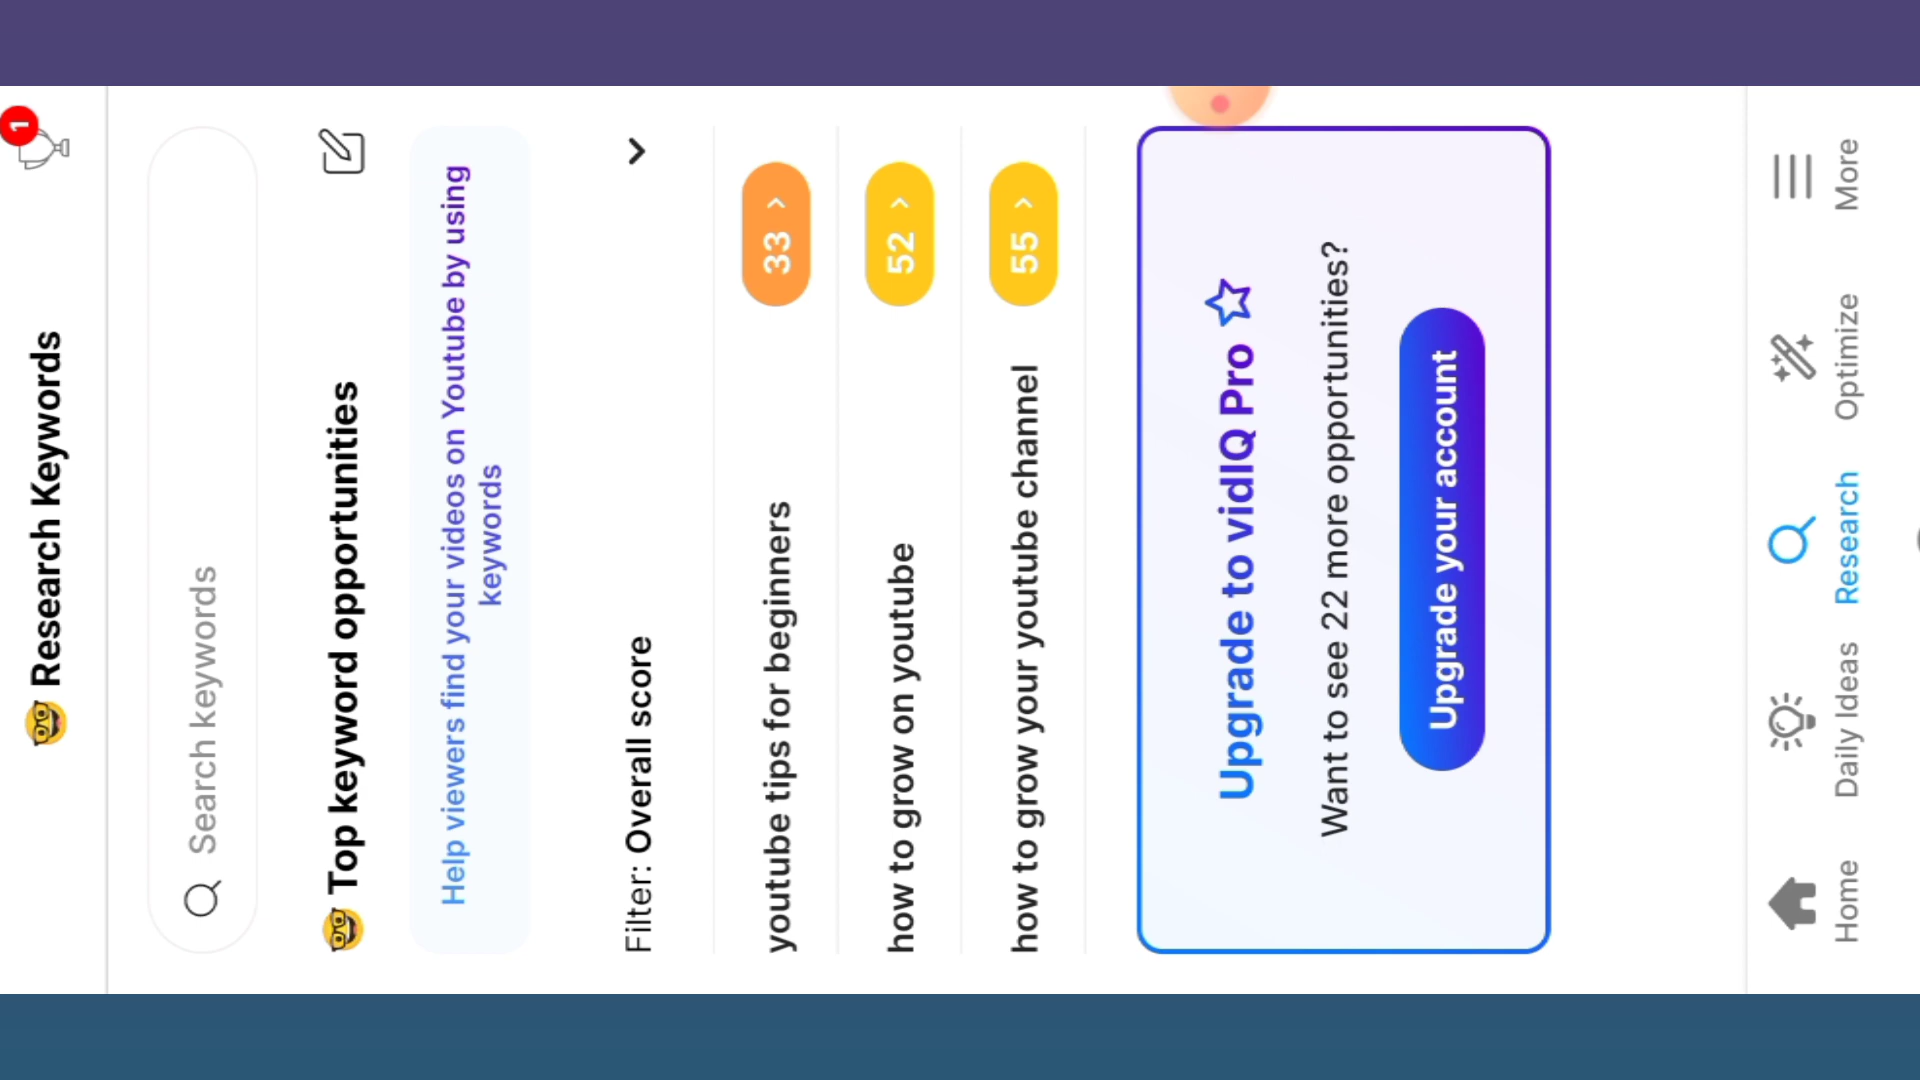 1
🤓 Research Keywords
Search keywords
🤓 Top keyword opportunities
Help viewers find your videos on Youtube by using
keywords
Filter: Overall score
youtube tips for beginners 33 >
how to grow on youtube 52 >
how to grow your youtube channel 55 >
Upgrade to vidIQ Pro
Want to see 22 more opportunities?
Upgrade your account
Home Daily Ideas Research Optimize More